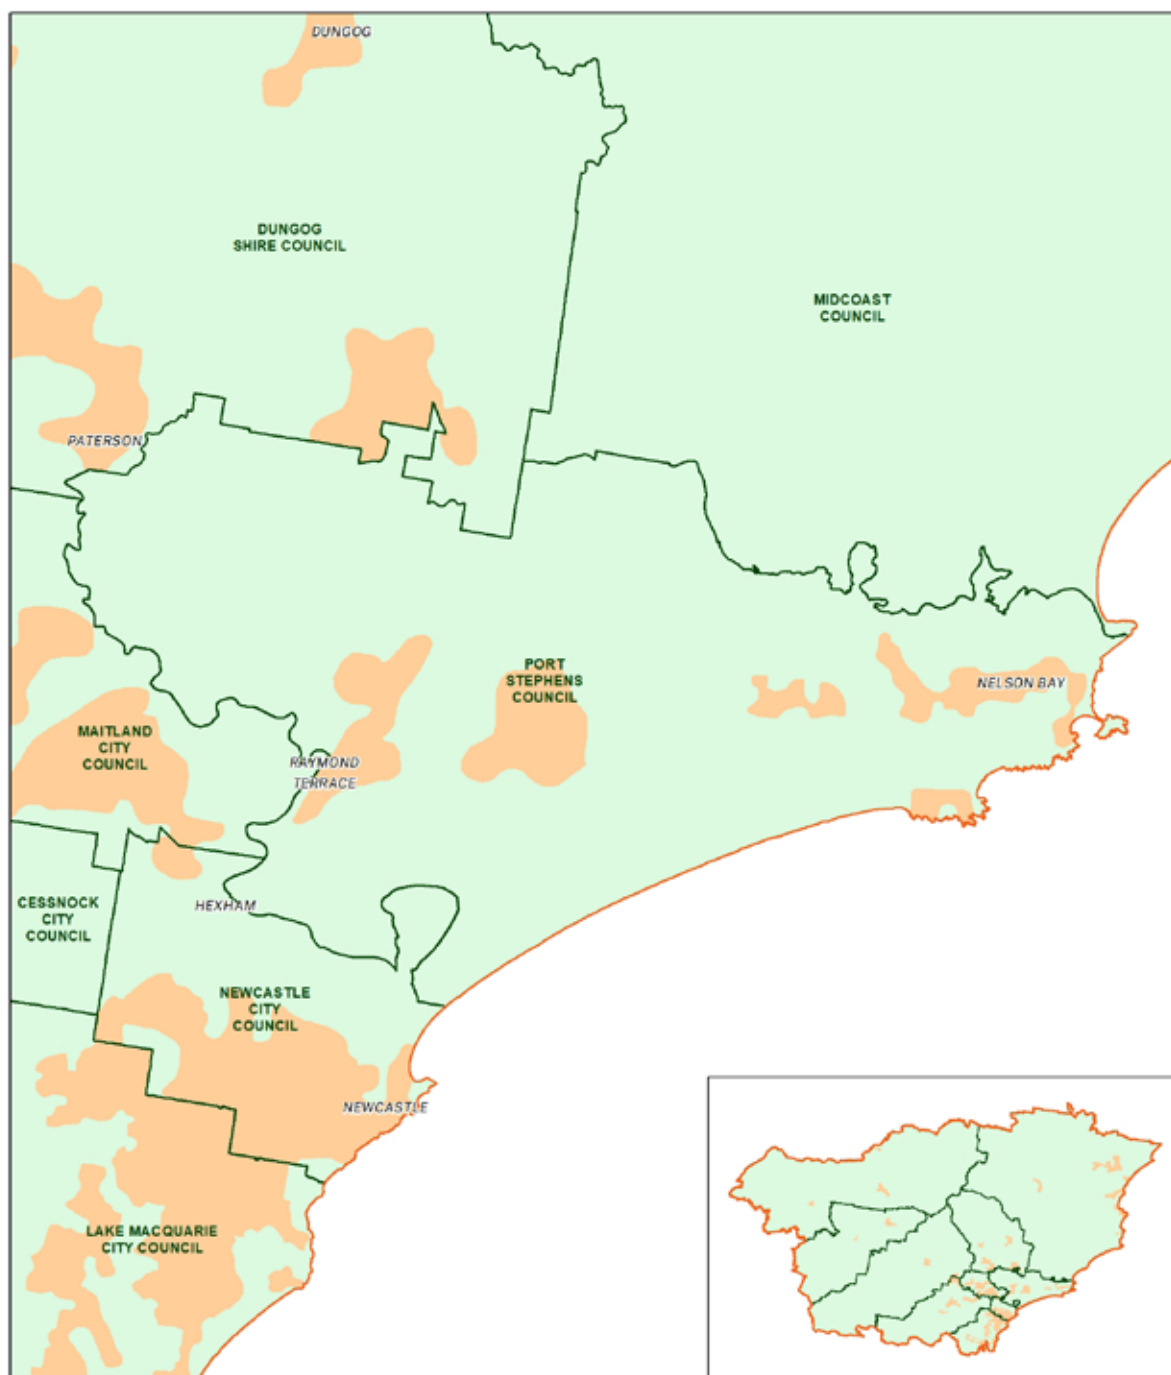 DUNGOG
DUNGOG
SHIRE COUNCIL
MIDCOAST
COUNCIL
PATERSON
PORT
STEPHENS
COUNCIL
NELSON BAY
MAITLAND
CITY
COUNCIL
RAYMOND
TERRACE
CESSNOCK
CITY
COUNCIL
HEXHAM
NEWCASTLE
CITY
COUNCIL
NEWCASTLE
LAKE MACQUARIE
CITY COUNCIL